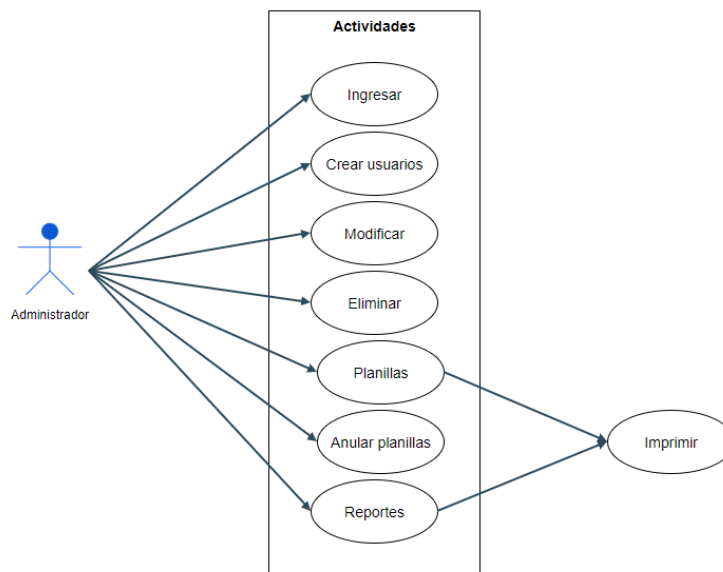 Actividades
Ingresar
Crear usuarios
Modificar
Eliminar
Administrador
Planillas
Anular planillas
Imprimir
Reportes